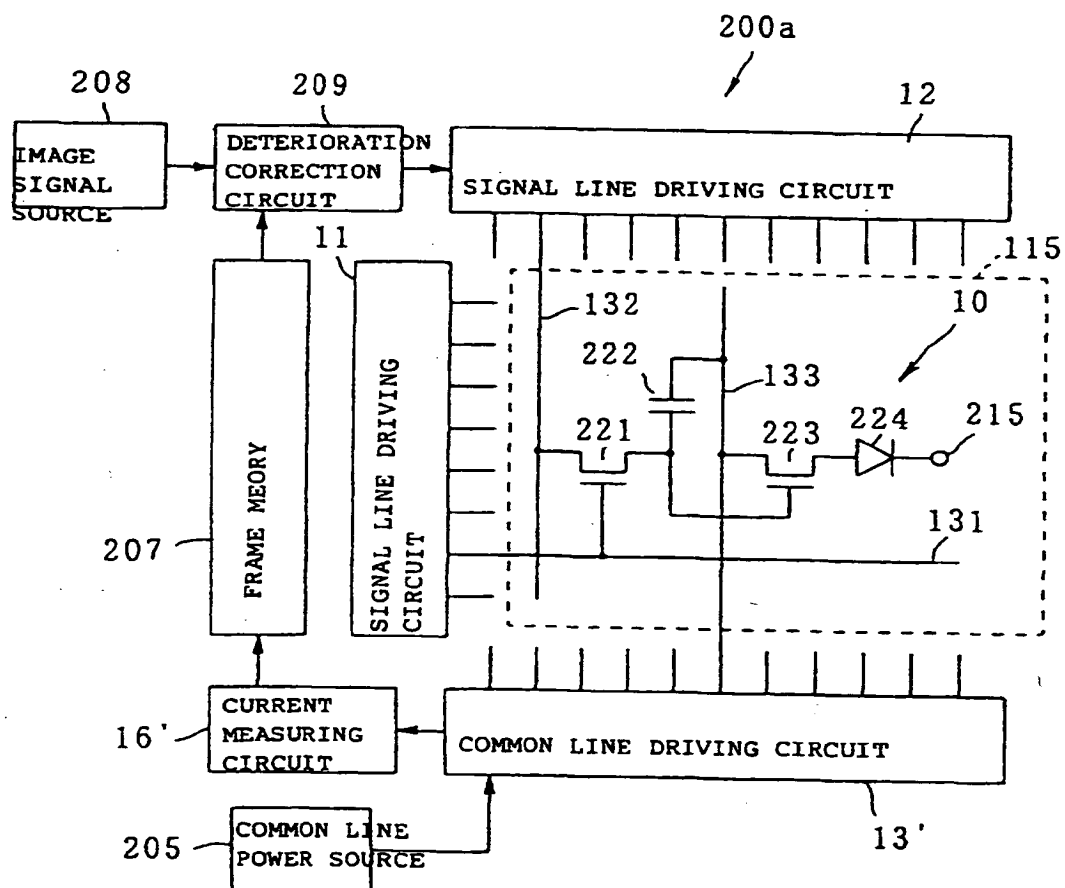 200a
208
209
12
IMAGE
SIGNAL
SOURCE
DETERIORATION
CORRECTION
CIRCUIT
SIGNAL LINE DRIVING CIRCUIT
11
115
132
10
222
133
221
223
224
215
FRAME MEORY
SIGNAL LINE DRIVING
CIRCUIT
207
131
16'
CURRENT
MEASURING
CIRCUIT
COMMON LINE DRIVING CIRCUIT
205
COMMON LINE
POWER SOURCE
13'